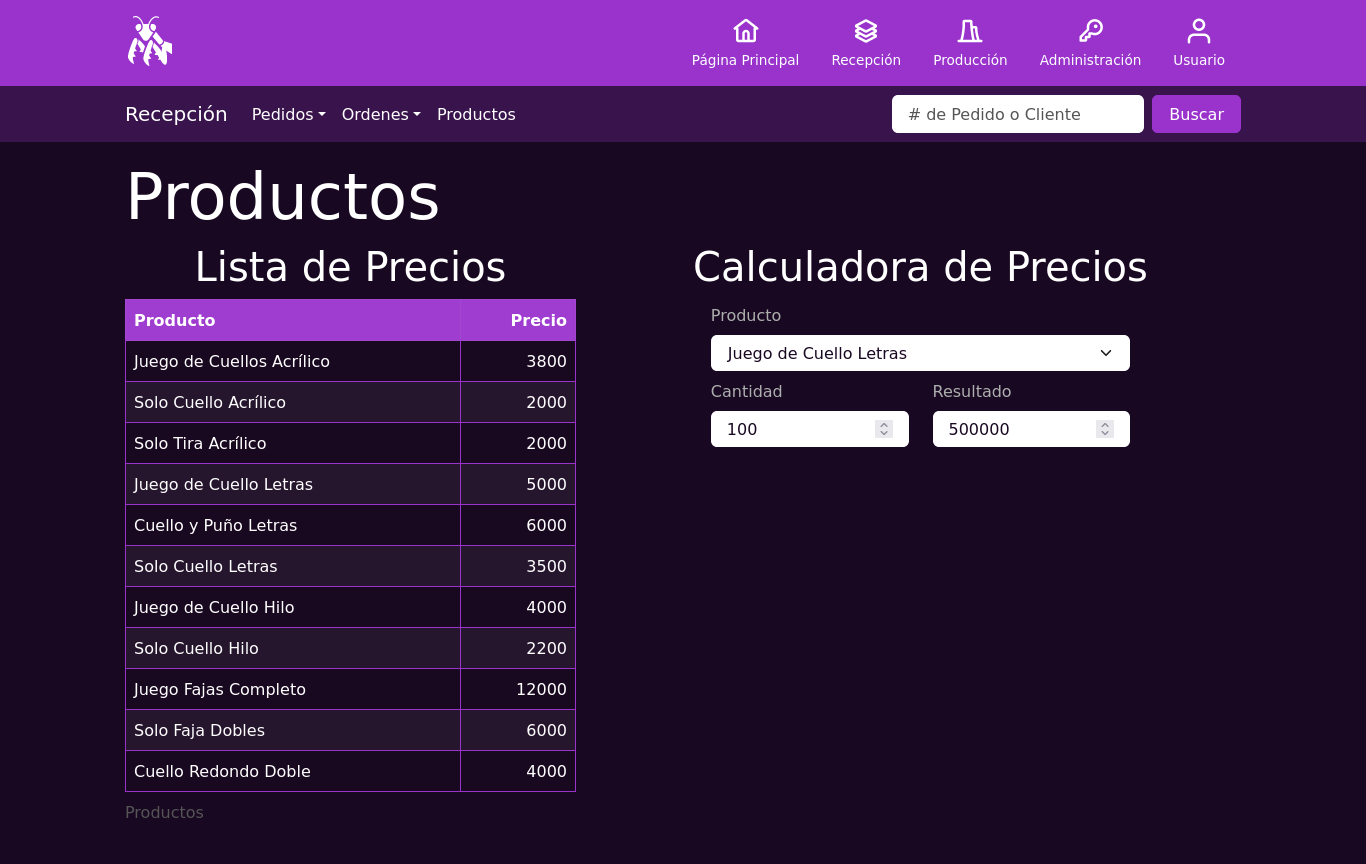 Página Principal Recepción Producción Administración Usuario
Recepción Pedidos Ordenes Productos # de Pedido o Cliente Buscar
Productos
Lista de Precios
Producto Precio
Juego de Cuellos Acrílico 3800
Solo Cuello Acrílico 2000
Solo Tira Acrílico 2000
Juego de Cuello Letras 5000
Cuello y Puño Letras 6000
Solo Cuello Letras 3500
Juego de Cuello Hilo 4000
Solo Cuello Hilo 2200
Juego Fajas Completo 12000
Solo Faja Dobles 6000
Cuello Redondo Doble 4000
Productos
Calculadora de Precios
Producto
Juego de Cuello Letras
Cantidad Resultado
100 500000